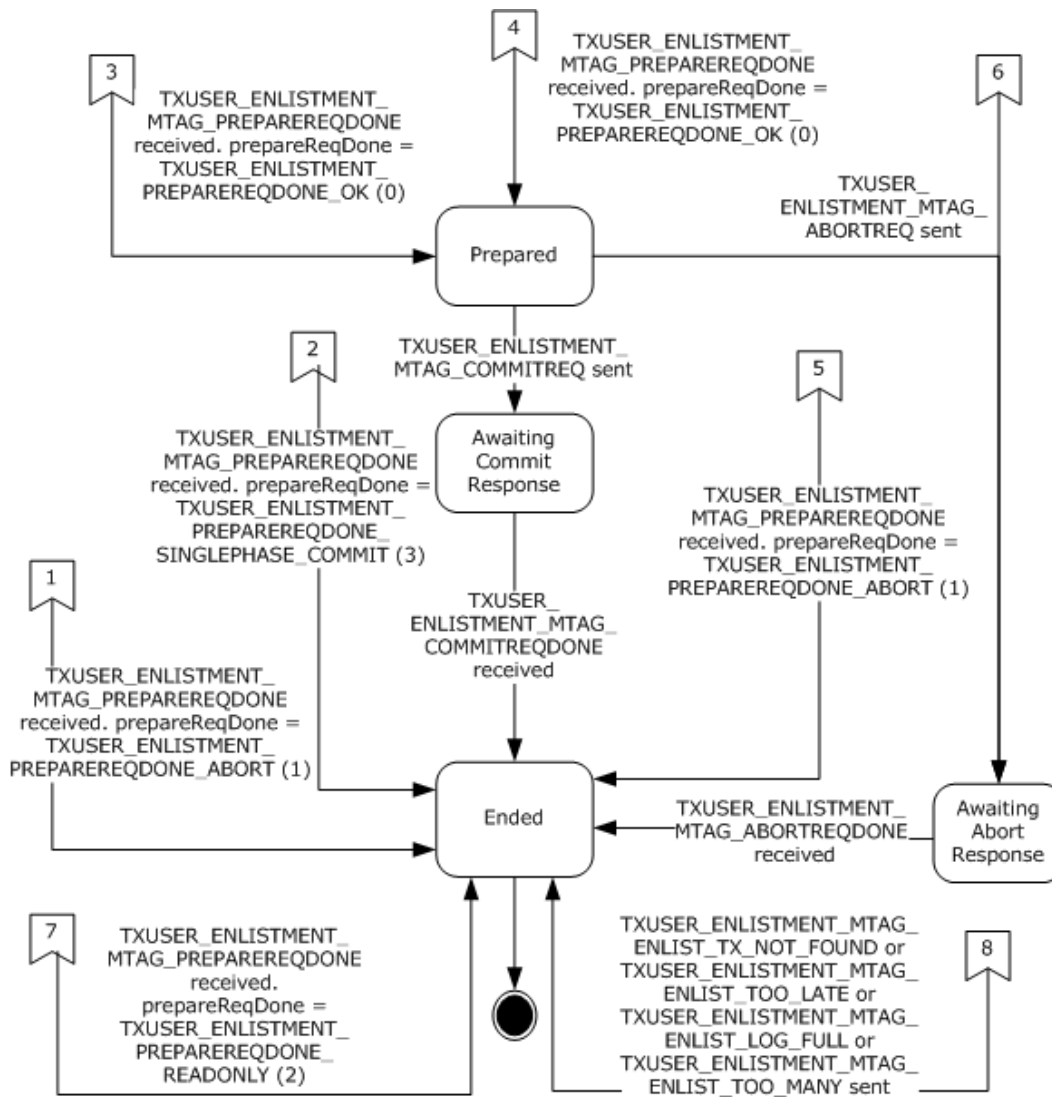 4
3
6
TXUSER_ENLISTMENT_
MTAG_PREPAREREQDONE
received. prepareReqDone =
TXUSER_ENLISTMENT_
PREPAREREQDONE_OK (0)
TXUSER_ENLISTMENT_
MTAG_PREPAREREQDONE
received. prepareReqDone =
TXUSER_ENLISTMENT_
PREPAREREQDONE_OK (0)
TXUSER_
ENLISTMENT_MTAG_
ABORTREQ sent
Prepared
2
TXUSER_ENLISTMENT_
MTAG_COMMITREQ sent
5
TXUSER_ENLISTMENT_
MTAG_PREPAREREQDONE
received. prepareReqDone =
TXUSER_ENLISTMENT_
PREPAREREQDONE_
SINGLEPHASE_COMMIT (3)
Awaiting
Commit
Response
TXUSER_ENLISTMENT_
MTAG_PREPAREREQDONE
received. prepareReqDone =
TXUSER_ENLISTMENT_
PREPAREREQDONE_ABORT (1)
1
TXUSER_
ENLISTMENT_MTAG_
COMMITREQDONE
received
TXUSER_ENLISTMENT_
MTAG_PREPAREREQDONE
received. prepareReqDone =
TXUSER_ENLISTMENT_
PREPAREREQDONE_ABORT (1)
Ended
TXUSER_ENLISTMENT_
MTAG_ABORTREQDONE
received
Awaiting
Abort
Response
7
TXUSER_ENLISTMENT_
MTAG_PREPAREREQDONE
received.
prepareReqDone =
TXUSER_ENLISTMENT_
PREPAREREQDONE_
READONLY (2)
TXUSER_ENLISTMENT_MTAG_
ENLIST_TX_NOT_FOUND or
TXUSER_ENLISTMENT_MTAG_
ENLIST_TOO_LATE or
TXUSER_ENLISTMENT_MTAG_
ENLIST_LOG_FULL or
TXUSER_ENLISTMENT_MTAG_
ENLIST_TOO_MANY sent
8